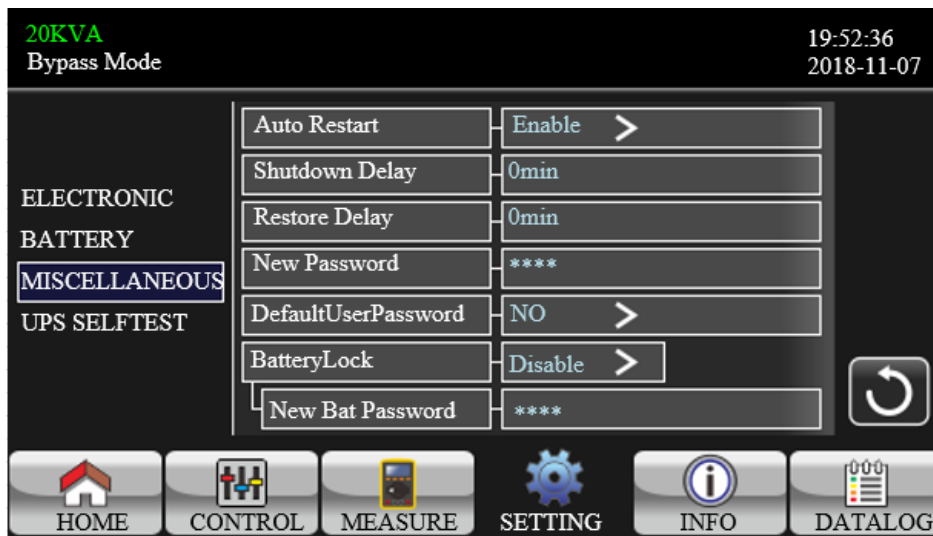 20KVA
Bypass Mode
19:52:36
2018-11-07
ELECTRONIC
BATTERY
MISCELLANEOUS
UPS SELFTEST
Auto Restart Enable >
Shutdown Delay 0min
Restore Delay 0min
New Password ****
DefaultUserPassword NO >
BatteryLock Disable >
New Bat Password ****
HOME CONTROL MEASURE SETTING INFO DATALOG